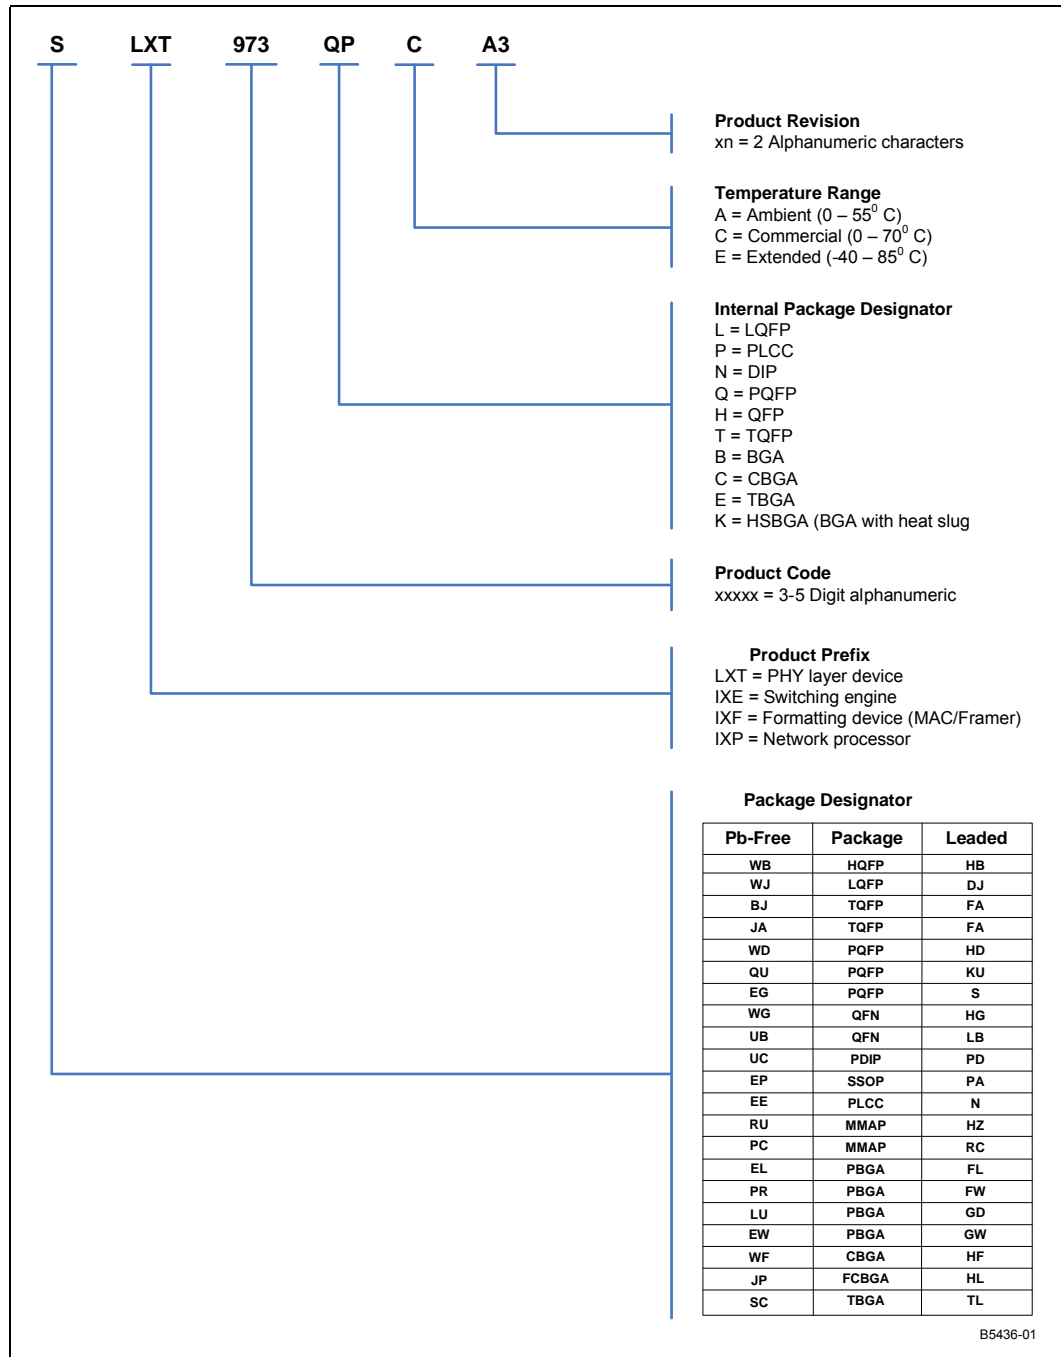 S LXT 973 QP C A3
Product Revision
xn = 2 Alphanumeric characters
Temperature Range
A = Ambient (0 – 55⁰ C)
C = Commercial (0 – 70⁰ C)
E = Extended (-40 – 85⁰ C)
Internal Package Designator
L = LQFP
P = PLCC
N = DIP
Q = PQFP
H = QFP
T = TQFP
B = BGA
C = CBGA
E = TBGA
K = HSBGA (BGA with heat slug
Product Code
xxxxx = 3-5 Digit alphanumeric
Product Prefix
LXT = PHY layer device
IXE = Switching engine
IXF = Formatting device (MAC/Framer)
IXP = Network processor
Package Designator
Pb-Free Package Leaded
WB HQFP HB
WJ LQFP DJ
BJ TQFP FA
JA TQFP FA
WD PQFP HD
QU PQFP KU
EG PQFP S
WG QFN HG
UB QFN LB
UC PDIP PD
EP SSOP PA
EE PLCC N
RU MMAP HZ
PC MMAP RC
EL PBGA FL
PR PBGA FW
LU PBGA GD
EW PBGA GW
WF CBGA HF
JP FCBGA HL
SC TBGA TL
B5436-01